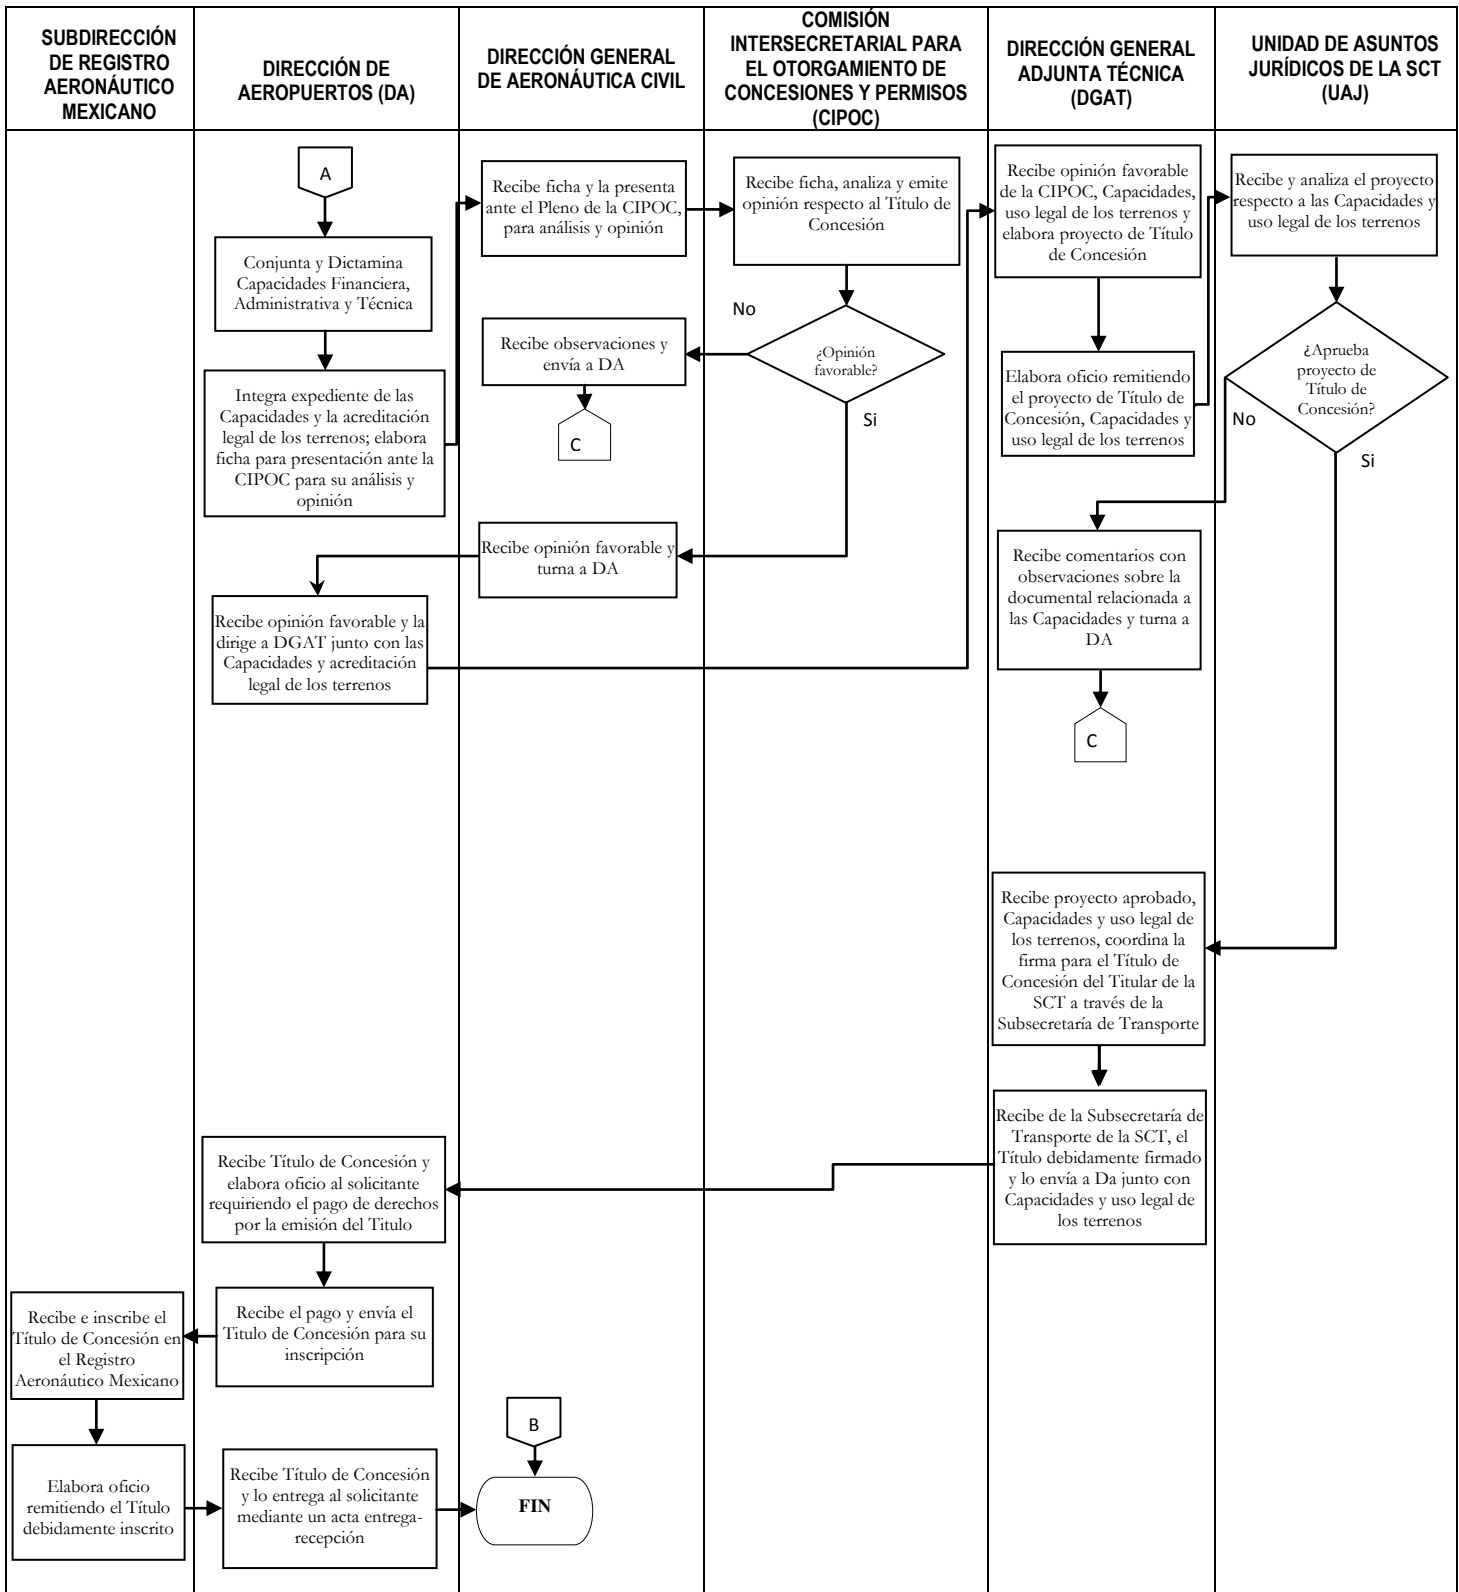 SUBDIRECCIÓN
DE REGISTRO
AERONÁUTICO
MEXICANO
DIRECCIÓN DE
AEROPUERTOS (DA)
DIRECCIÓN GENERAL
DE AERONÁUTICA CIVIL
COMISIÓN
INTERSECRETARIAL PARA
EL OTORGAMIENTO DE
CONCESIONES Y PERMISOS
(CIPOC)
DIRECCIÓN GENERAL
ADJUNTA TÉCNICA
(DGAT)
UNIDAD DE ASUNTOS
JURÍDICOS DE LA SCT
(UAJ)
A
Conjunta y Dictamina
Capacidades Financiera,
Administrativa y Técnica
Integra expediente de las
Capacidades y la acreditación
legal de los terrenos; elabora
ficha para presentación ante la
CIPOC para su análisis y
opinión
Recibe ficha y la presenta
ante el Pleno de la CIPOC,
para análisis y opinión
Recibe ficha, analiza y emite
opinión respecto al Título de
Concesión
No
¿Opinión
favorable?
Si
Recibe observaciones y
envía a DA
C
Recibe opinión favorable y
turna a DA
Recibe opinión favorable y la
dirige a DGAT junto con las
Capacidades y acreditación
legal de los terrenos
Recibe opinión favorable
de la CIPOC, Capacidades,
uso legal de los terrenos y
elabora proyecto de Título
de Concesión
Elabora oficio remitiendo
el proyecto de Título de
Concesión, Capacidades y
uso legal de los terrenos
Recibe y analiza el proyecto
respecto a las Capacidades y
uso legal de los terrenos
¿Aprueba
proyecto de
Título de
Concesión?
No
Si
Recibe comentarios con
observaciones sobre la
documental relacionada a
las Capacidades y turna a
DA
C
Recibe proyecto aprobado,
Capacidades y uso legal de
los terrenos, coordina la
firma para el Título de
Concesión del Titular de la
SCT a través de la
Subsecretaría de Transporte
Recibe de la Subsecretaría de
Transporte de la SCT, el
Título debidamente firmado
y lo envía a Da junto con
Capacidades y uso legal de
los terrenos
Recibe Título de Concesión y
elabora oficio al solicitante
requiriendo el pago de derechos
por la emisión del Titulo
Recibe el pago y envía el
Titulo de Concesión para su
inscripción
Recibe e inscribe el
Título de Concesión en
el Registro
Aeronáutico Mexicano
Elabora oficio
remitiendo el Título
debidamente inscrito
Recibe Título de Concesión
y lo entrega al solicitante
mediante un acta entrega-
recepción
B
FIN